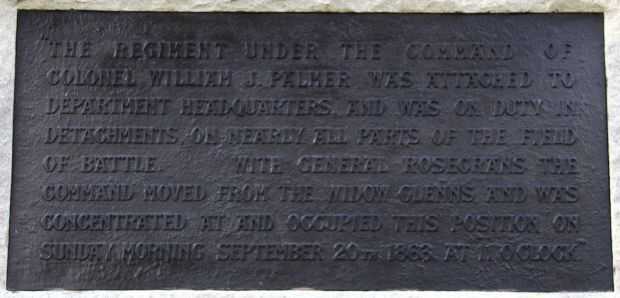 "THE REGIMENT UNDER THE COMMAND OF
COLONEL WILLIAM J. PALMER WAS ATTACHED TO
DEPARTMENT HEADQUARTERS, AND WAS ON DUTY IN
DETACHMENTS, ON NEARLY ALL PARTS OF THE FIELD
OF BATTLE. WITH GENERAL ROSECRANS THE
COMMAND MOVED FROM THE WIDOW GLENNS, AND WAS
CONCENTRATED AT AND OCCUPIED THIS POSITION ON
SUNDAY MORNING SEPTEMBER 20TH 1863, AT O'CLOCK."